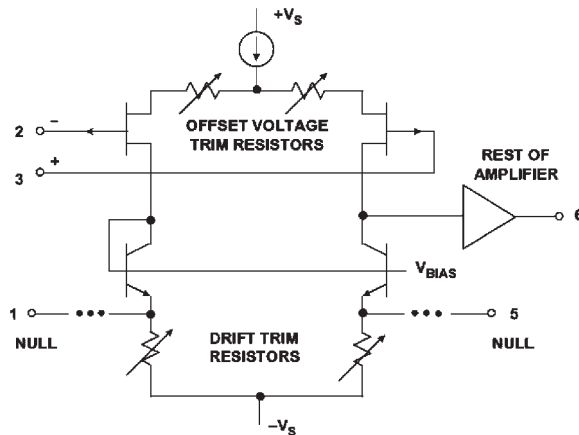 +VS
OFFSET VOLTAGE
TRIM RESISTORS
2
−
3
+
REST OF
AMPLIFIER
6
VBIAS
1
NULL
5
NULL
DRIFT TRIM
RESISTORS
−VS